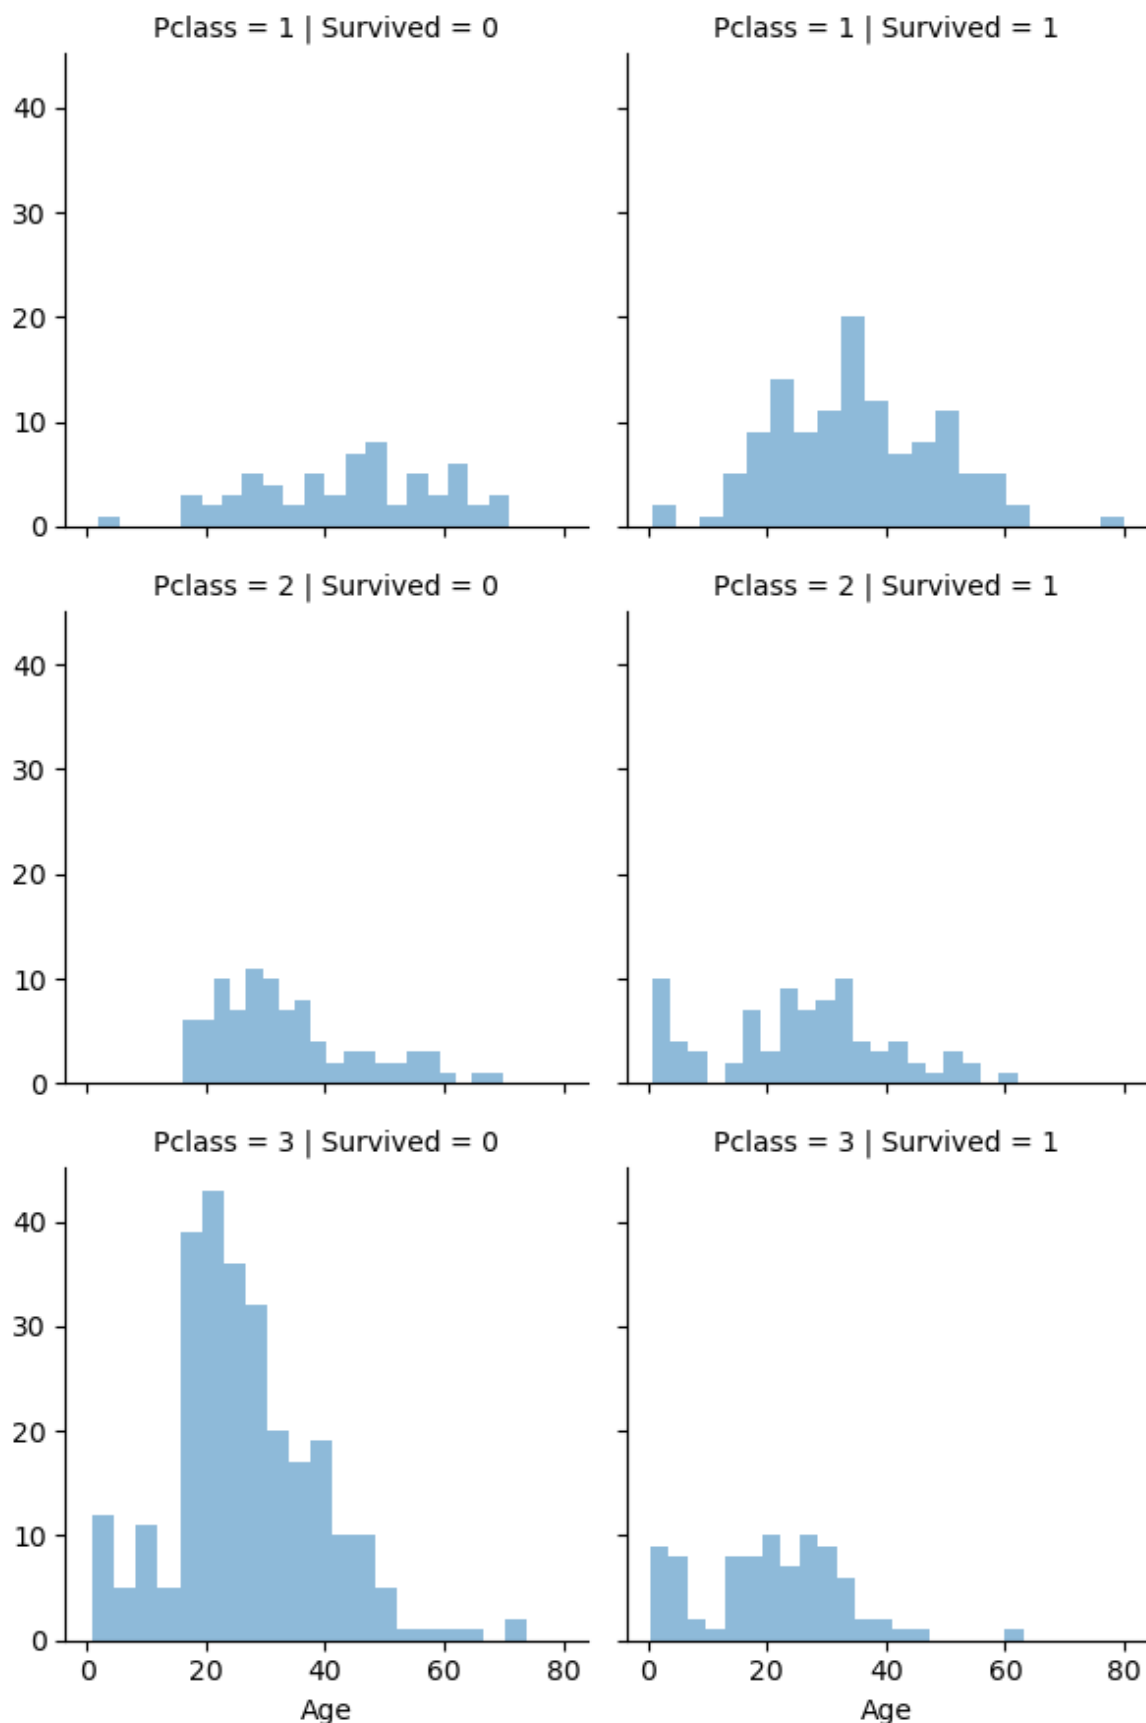 Pclass = 1 | Survived = 0
Pclass = 1 | Survived = 1
40
30
20
10
0
Pclass = 2 | Survived = 0
Pclass = 2 | Survived = 1
40
30
20
10
0
Pclass = 3 | Survived = 0
Pclass = 3 | Survived = 1
40
30
20
10
0
0 20 40 60 80
0 20 40 60 80
Age
Age